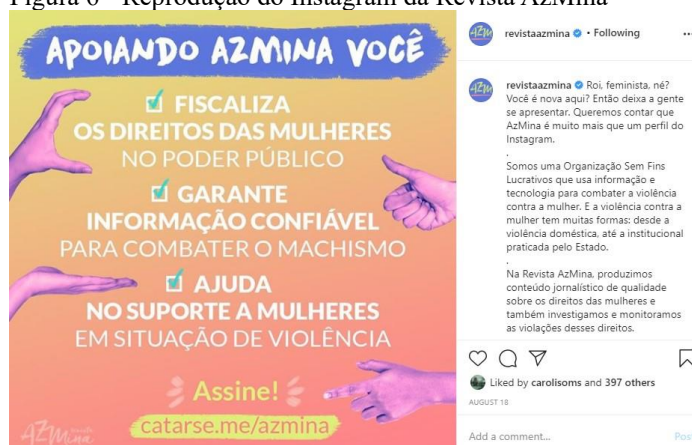 Figura 6 - Reprodução do Instagram da Revista AzMina
APOIANDO AZMINA VOCÊ
FISCALIZA
OS DIREITOS DAS MULHERES
NO PODER PÚBLICO
GARANTE
INFORMAÇÃO CONFIÁVEL
PARA COMBATER O MACHISMO
AJUDA
NO SUPORTE A MULHERES
EM SITUAÇÃO DE VIOLÊNCIA
Assine!
catarse.me/azmina
AZMina
AZM
revistaazmina • Following
...
AZM
revistaazmina Roi, feminista, né?
Você é nova aqui? Então deixa a gente
se apresentar. Queremos contar que
AzMina é muito mais que um perfil do
Instagram.
.
Somos uma Organização Sem Fins
Lucrativos que usa informação e
tecnologia para combater a violência
contra a mulher. E a violência contra a
mulher tem muitas formas: desde a
violência doméstica, até a institucional
praticada pelo Estado.
.
Na Revista AzMina, produzimos
conteúdo jornalístico de qualidade
sobre os direitos das mulheres e
também investigamos e monitoramos
as violações desses direitos.
Liked by carolisoms and 397 others
AUGUST 18
Add a comment...
Pos